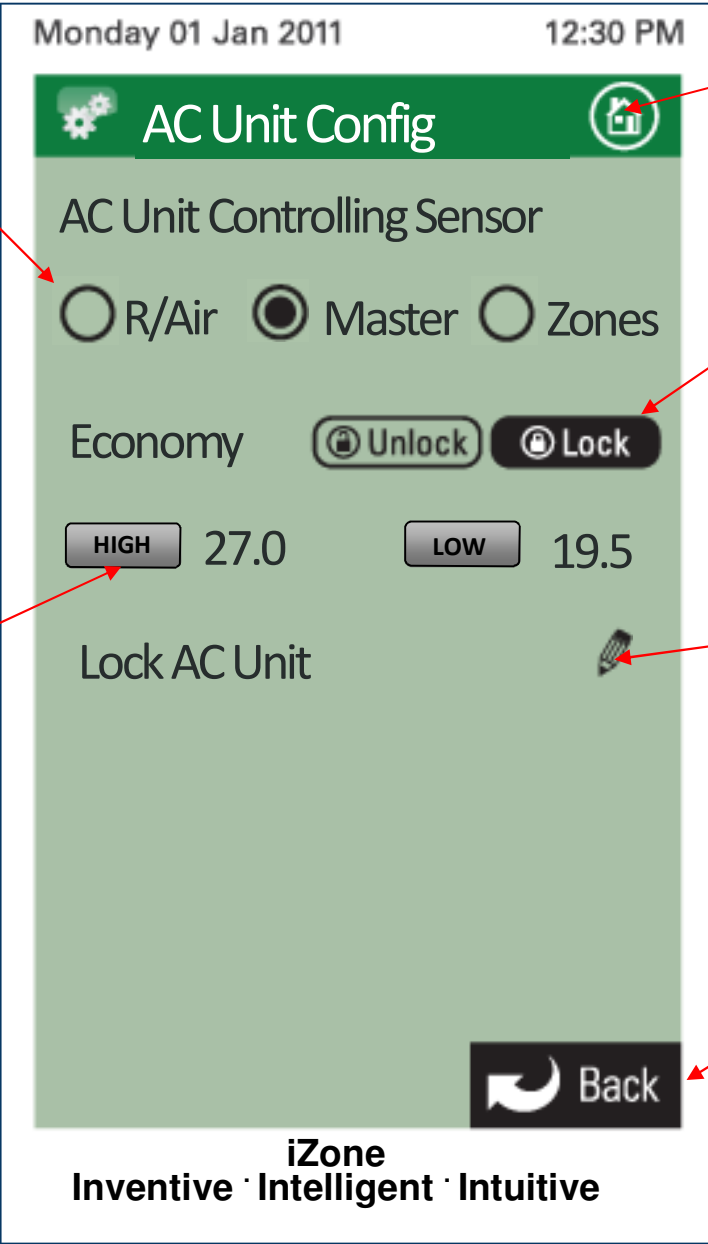 Monday 01 Jan 2011 12:30 PM
AC Unit Config
AC Unit Controlling Sensor
R/Air Master Zones
Economy Unlock Lock
HIGH 27.0 LOW 19.5
Lock AC Unit
Back
iZone
Inventive · Intelligent · Intuitive